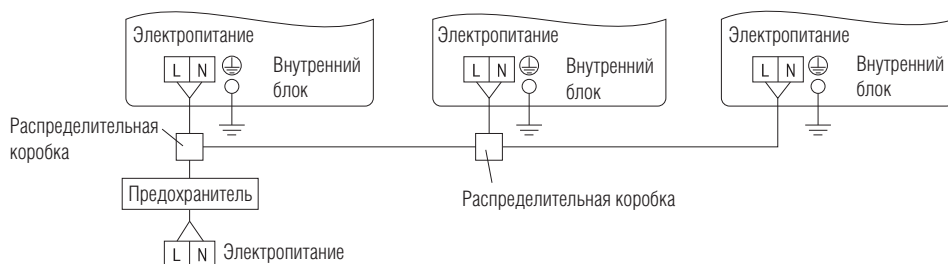 Электропитание
L N
Внутренний
блок
Электропитание
L N
Внутренний
блок
Электропитание
L N
Внутренний
блок
Распределительная
коробка
Распределительная коробка
Предохранитель
L N Электропитание